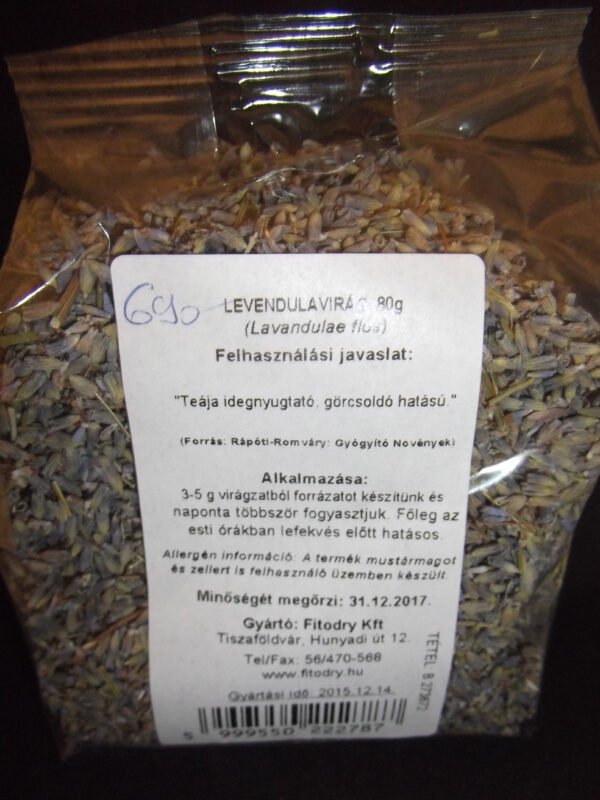 690
LEVENDULAVIRÁG 80g
(Lavandulae flos)
Felhasználási javaslat:
"Teája idegnyugtató, görcsoldó hatású."
(Forrás: Rápóti-Romváry: Gyógyító Növények)
Alkalmazása:
3-5 g virágzatból forrázatot készítünk és
naponta többször fogyasztjuk. Főleg az
esti órákban lefekvés előtt hatásos.
Allergén információ: A termék mustármagot
és zellert is felhasználó üzemben készült.
Minőségét megőrzi: 31.12.2017.
Gyártó: Fitodry Kft
Tiszaföldvár, Hunyadi út 12.
Tel/Fax: 56/470-568
www.fitodry.hu
Gyártási idő: 2015.12.14.
5 999550 222787
TÉTEL